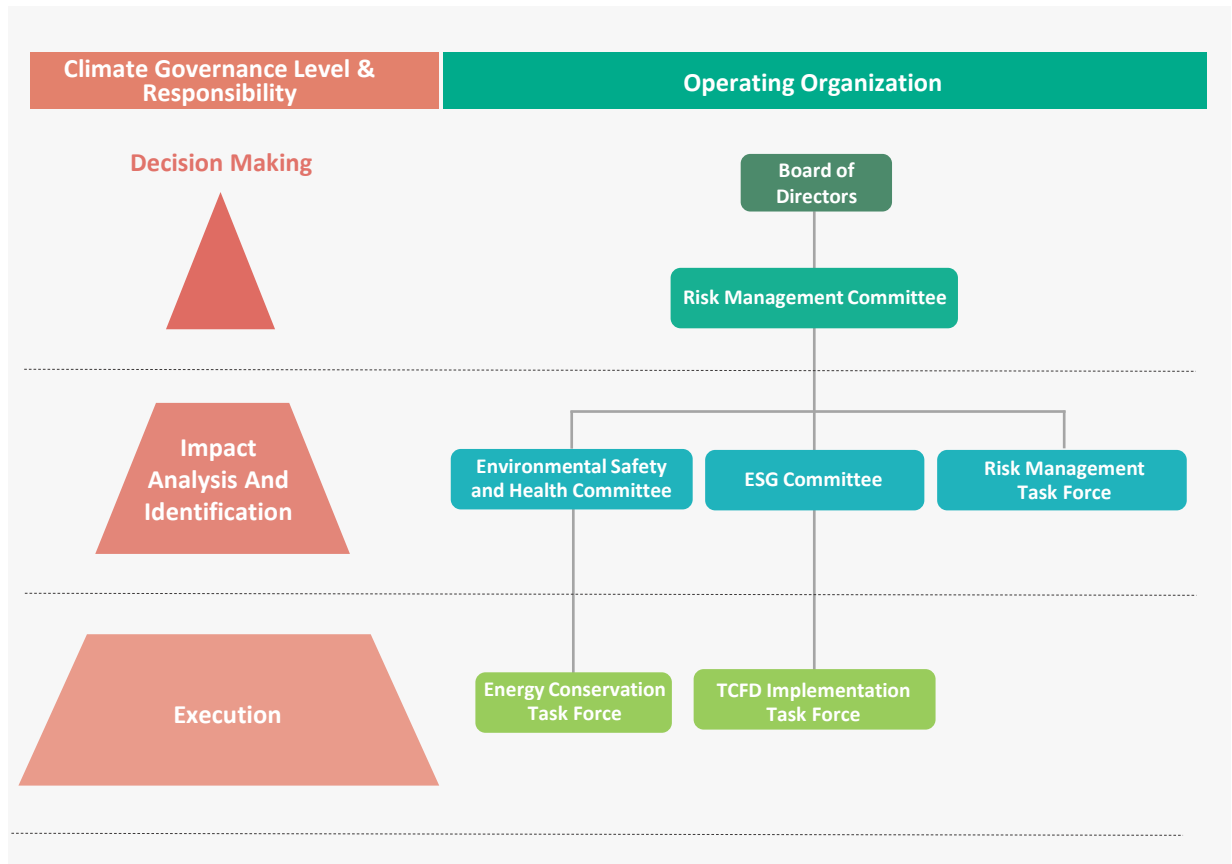 Climate Governance Level &
Responsibility
Operating Organization
Decision Making
Board of
Directors
Risk Management Committee
Impact
Analysis And
Identification
Environmental Safety
and Health Committee
ESG Committee
Risk Management
Task Force
Execution
Energy Conservation
Task Force
TCFD Implementation
Task Force